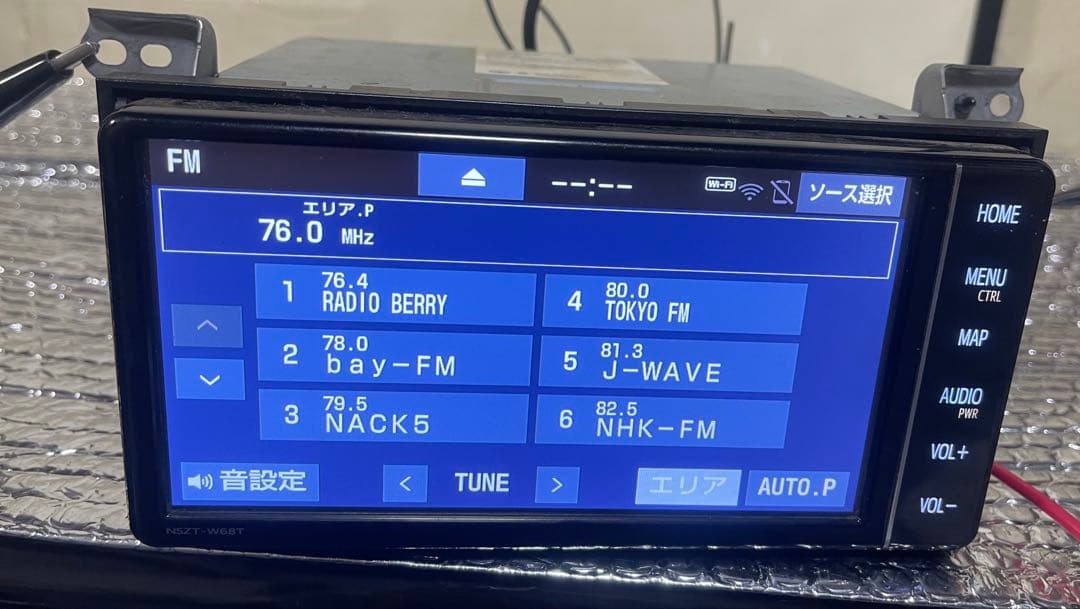 FM
--:--
Wi-Fi
ソース選択
エリア.P
76.0 MHz
1 76.4
RADIO BERRY
2 78.0
bay-FM
3 79.5
NACK5
4 80.0
TOKYO FM
5 81.3
J-WAVE
6 82.5
NHK-FM
音設定
< TUNE >
エリア
AUTO.P
HOME
MENU
CTRL
MAP
AUDIO
PWR
VOL+
VOL-
NSZT-W68T